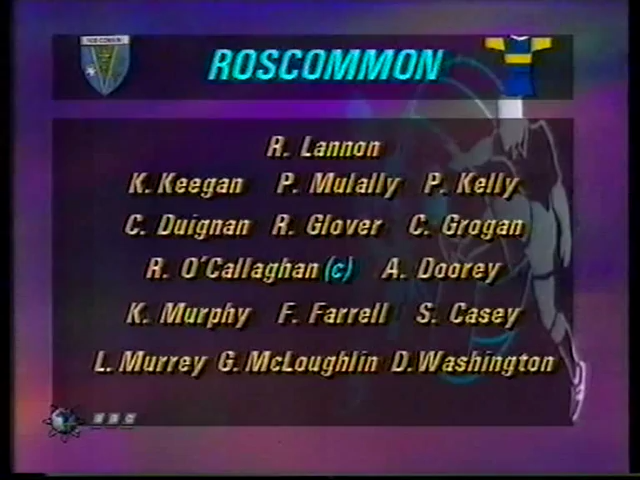 ROSCOMMON
R. Lannon
K. Keegan P. Mulally P. Kelly
C. Duignan R. Glover C. Grogan
R. O'Callaghan (c) A. Doorey
K. Murphy F. Farrell S. Casey
L. Murrey G. McLoughlin D. Washington